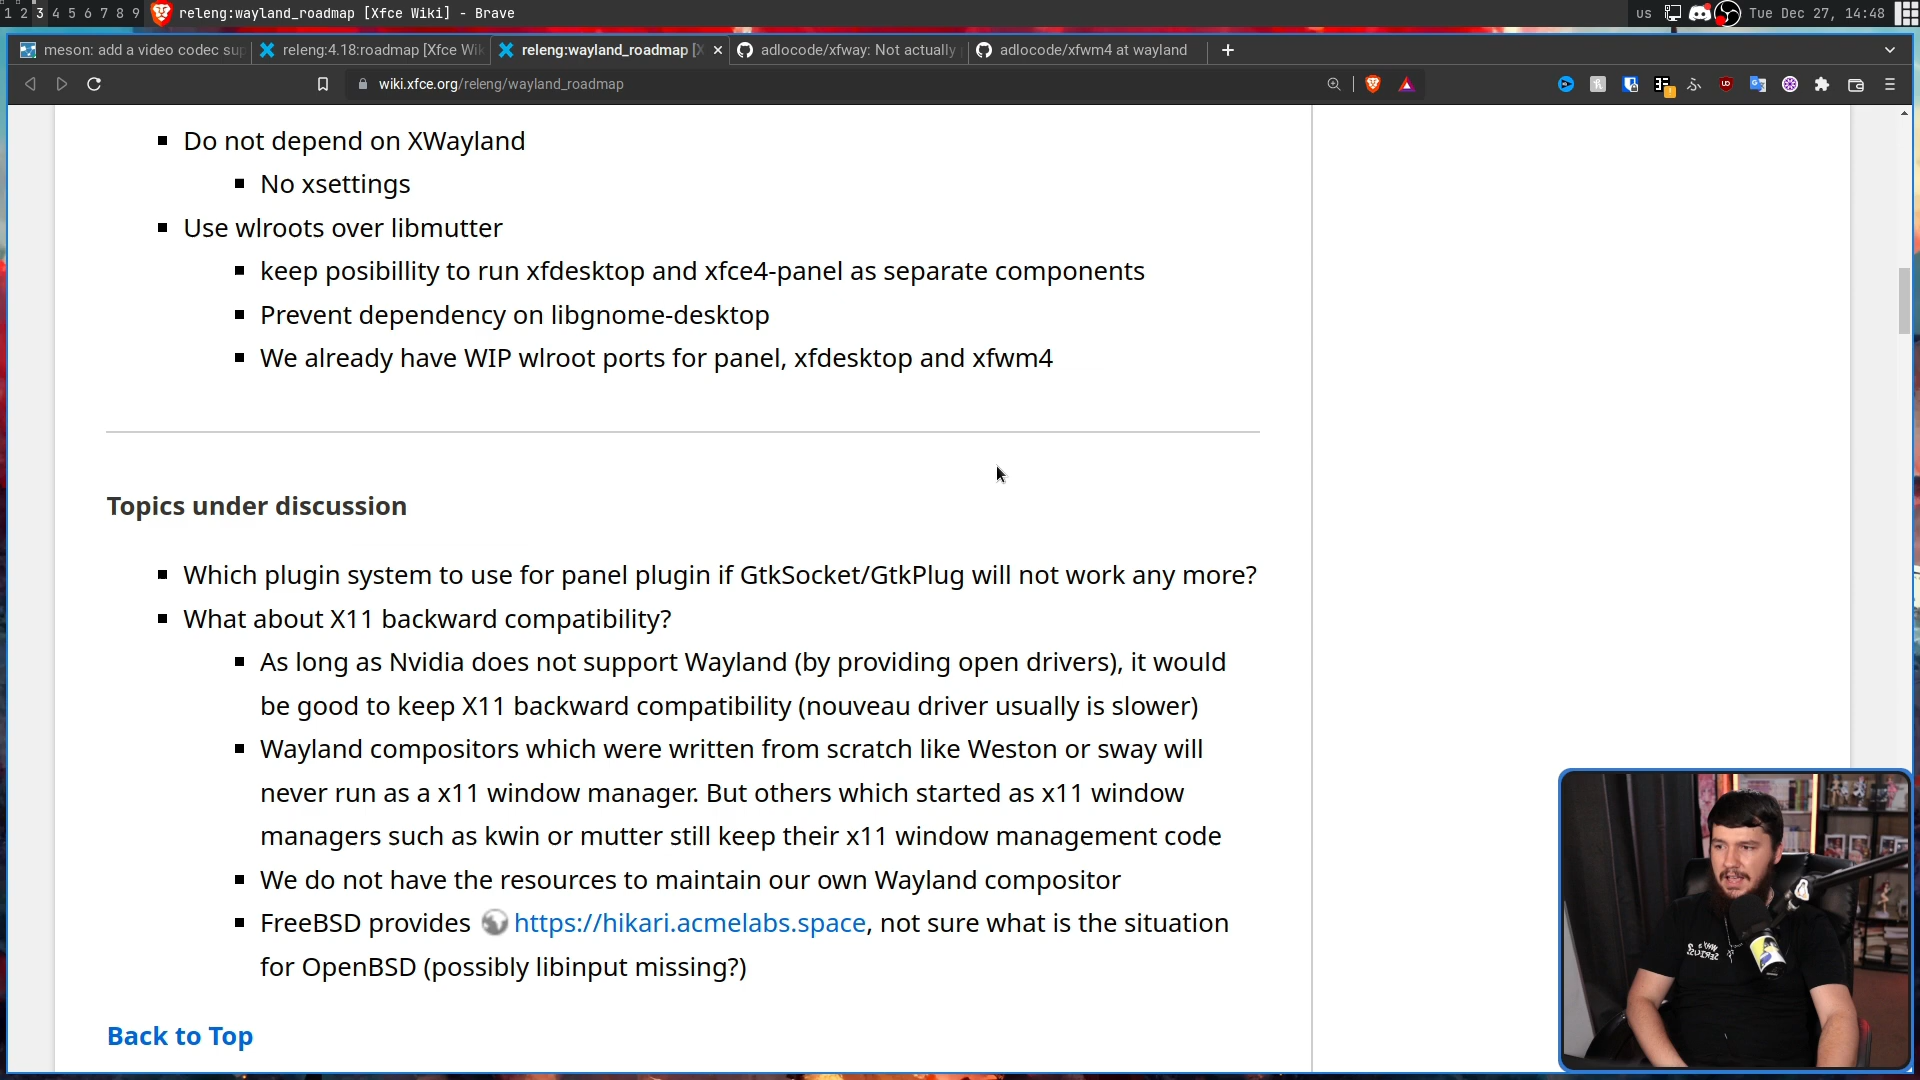 1 2 3 4 5 6 7 8 9 releng:wayland_roadmap [Xfce Wiki] - Brave us Tue Dec 27, 14:48
meson: add a video codec sup releng:4.18:roadmap [Xfce Wik releng:wayland_roadmap [X adlocode/xfway: Not actually adlocode/xfwm4 at wayland
wiki.xfce.org/releng/wayland_roadmap
Do not depend on XWayland
No xsettings
Use wlroots over libmutter
keep posibillity to run xfdesktop and xfce4-panel as separate components
Prevent dependency on libgnome-desktop
We already have WIP wlroot ports for panel, xfdesktop and xfwm4
Topics under discussion
Which plugin system to use for panel plugin if GtkSocket/GtkPlug will not work any more?
What about X11 backward compatibility?
As long as Nvidia does not support Wayland (by providing open drivers), it would
be good to keep X11 backward compatibility (nouveau driver usually is slower)
Wayland compositors which were written from scratch like Weston or sway will
never run as a x11 window manager. But others which started as x11 window
managers such as kwin or mutter still keep their x11 window management code
We do not have the resources to maintain our own Wayland compositor
FreeBSD provides https://hikari.acmelabs.space, not sure what is the situation
for OpenBSD (possibly libinput missing?)
Back to Top